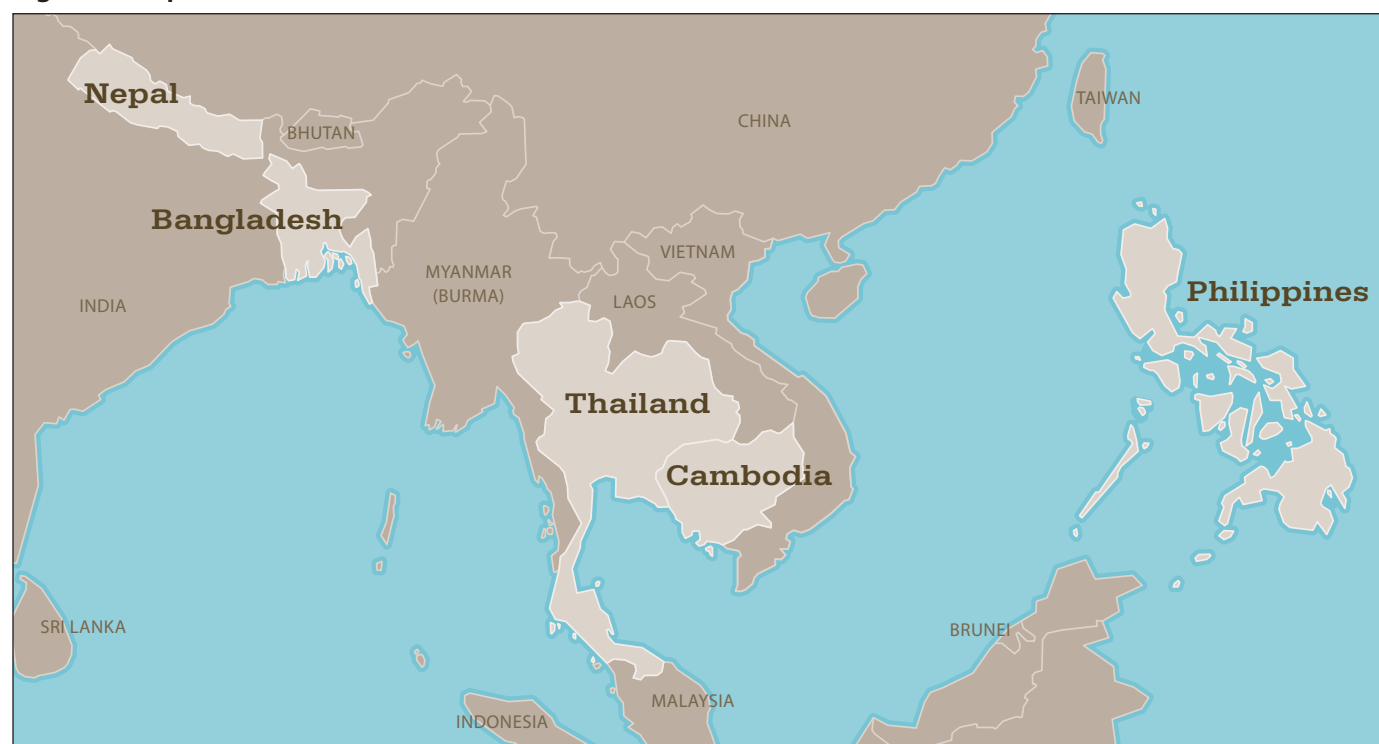 Nepal
BHUTAN
CHINA
TAIWAN
Bangladesh
VIETNAM
MYANMAR
(BURMA)
LAOS
INDIA
Philippines
Thailand
Cambodia
SRI LANKA
BRUNEI
MALAYSIA
INDONESIA